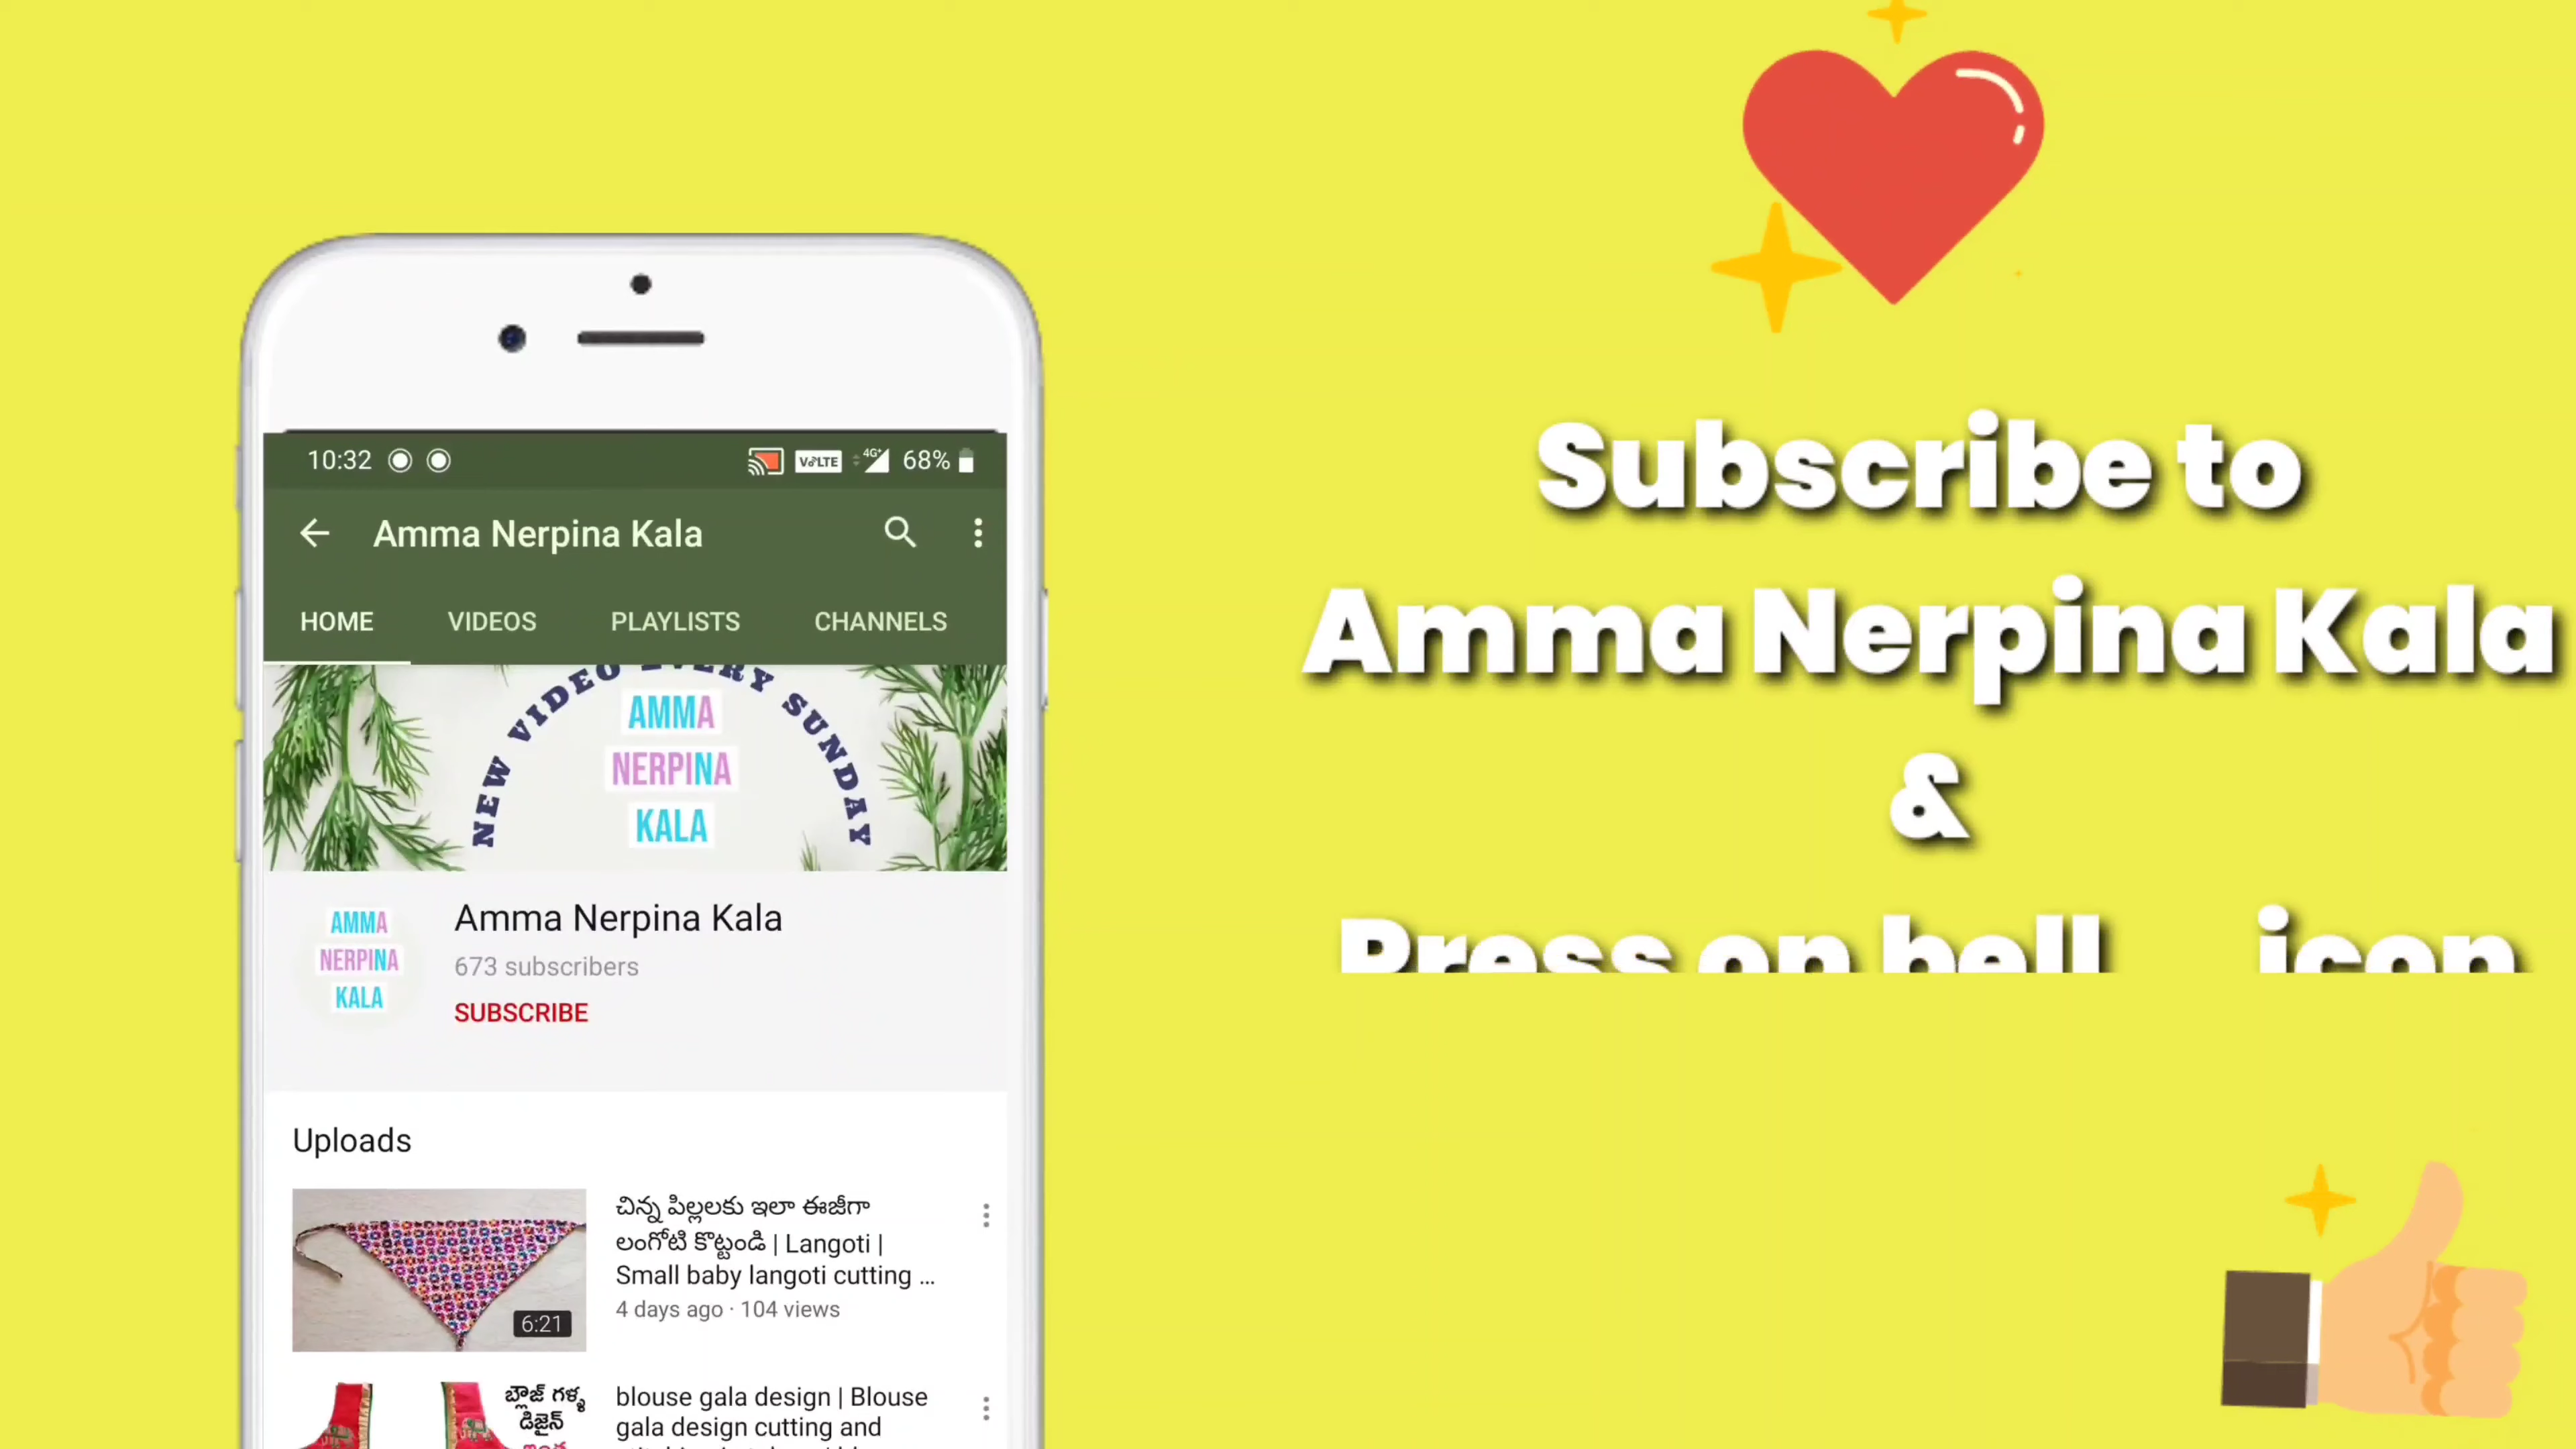 10:32
VoLTE 4G+ 68%
Amma Nerpina Kala
HOME VIDEOS PLAYLISTS CHANNELS
NEW VIDEO EVERY SUNDAY
AMMA
NERPINA
KALA
AMMA
NERPINA
KALA
Amma Nerpina Kala
673 subscribers
SUBSCRIBE
Uploads
6:21
చిన్న పిల్లలకు ఇలా ఈజీగా
లంగోటి కొట్టండి | Langoti |
Small baby langoti cutting ...
4 days ago · 104 views
బ్లౌజ్ గళ్ళ
డిజైన్
blouse gala design | Blouse
gala design cutting and
Subscribe to
Amma Nerpina Kala
&
Press on bell icon